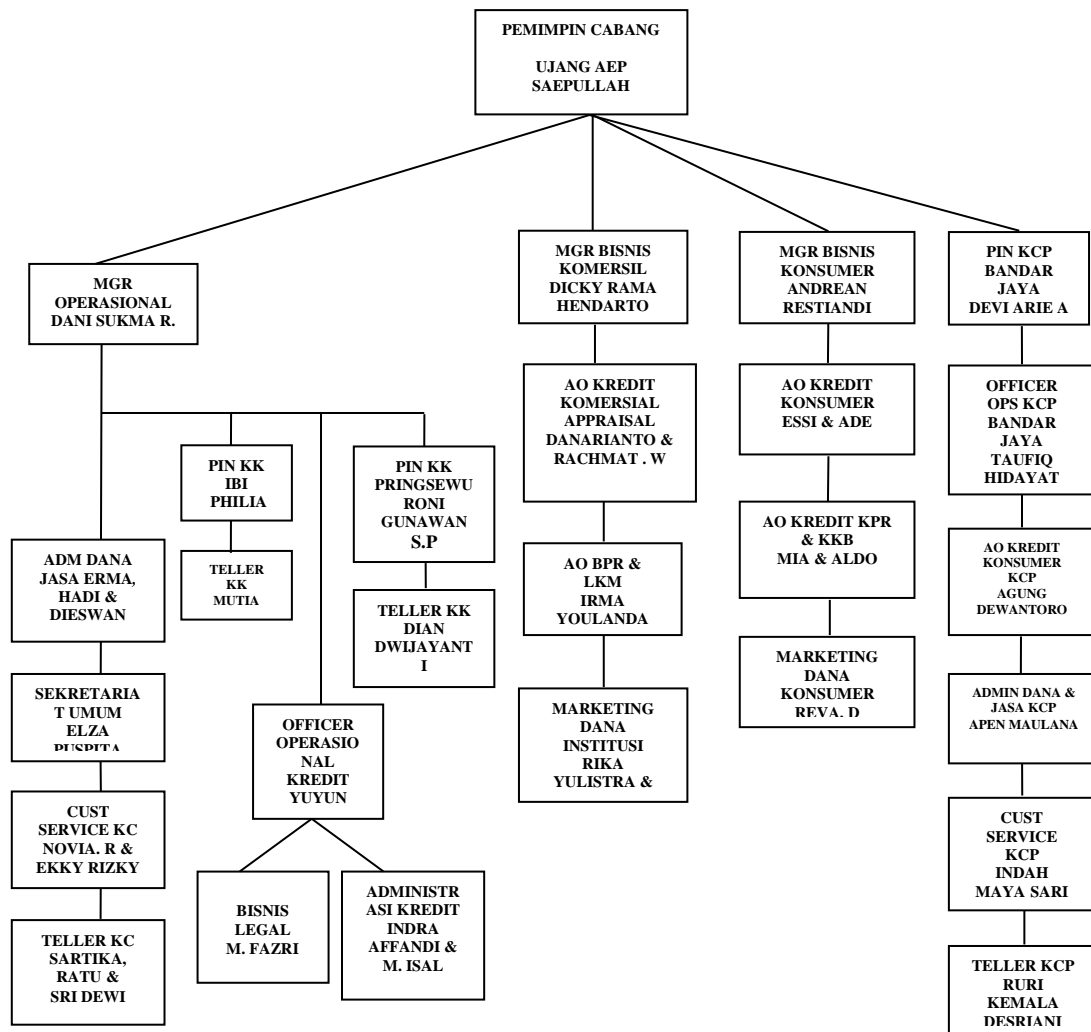 PEMIMPIN CABANG
UJANG AEP
SAEPULLAH
MGR
OPERASIONAL
DANI SUKMA R.
MGR BISNIS
KOMERSIL
DICKY RAMA
HENDARTO
MGR BISNIS
KONSUMER
ANDREAN
RESTIANDI
PIN KCP
BANDAR
JAYA
DEVI ARIE A
ADM DANA
JASA ERMA,
HADI &
DIESWAN
SEKRETARIA
T UMUM
ELZA
PUSPITA
CUST
SERVICE KC
NOVIA. R &
EKKY RIZKY
TELLER KC
SARTIKA,
RATU &
SRI DEWI
PIN KK
IBI
PHILIA
TELLER
KK
MUTIA
OFFICER
OPERASIO
NAL
KREDIT
YUYUN
BISNIS
LEGAL
M. FAZRI
ADMINISTR
ASI KREDIT
INDRA
AFFANDI &
M. ISAL
PIN KK
PRINGSEWU
RONI
GUNAWAN
S.P
TELLER KK
DIAN
DWIJAYANT
I
AO KREDIT
KOMESIAL
APPRAISAL
DANARIANTO &
RACHMAT . W
AO BPR &
LKM
IRMA
YOULANDA
MARKETING
DANA
INSTITUSI
RIKA
YULISTRA &
AO KREDIT
KONSUMER
ESSI & ADE
AO KREDIT KPR
& KKB
MIA & ALDO
MARKETING
DANA
KONSUMER
REVA. D
OFFICER
OPS KCP
BANDAR
JAYA
TAUFIQ
HIDAYAT
AO KREDIT
KONSUMER
KCP
AGUNG
DEWANTORO
ADMIN DANA &
JASA KCP
APEN MAULANA
CUST
SERVICE
KCP
INDAH
MAYA SARI
TELLER KCP
RURI
KEMALA
DESRIANI